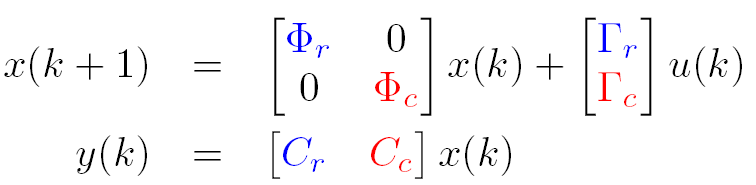 x(k + 1) = [Φ_r 0; 0 Φ_c] x(k) + [Γ_r; Γ_c] u(k)
y(k) = [C_r C_c] x(k)